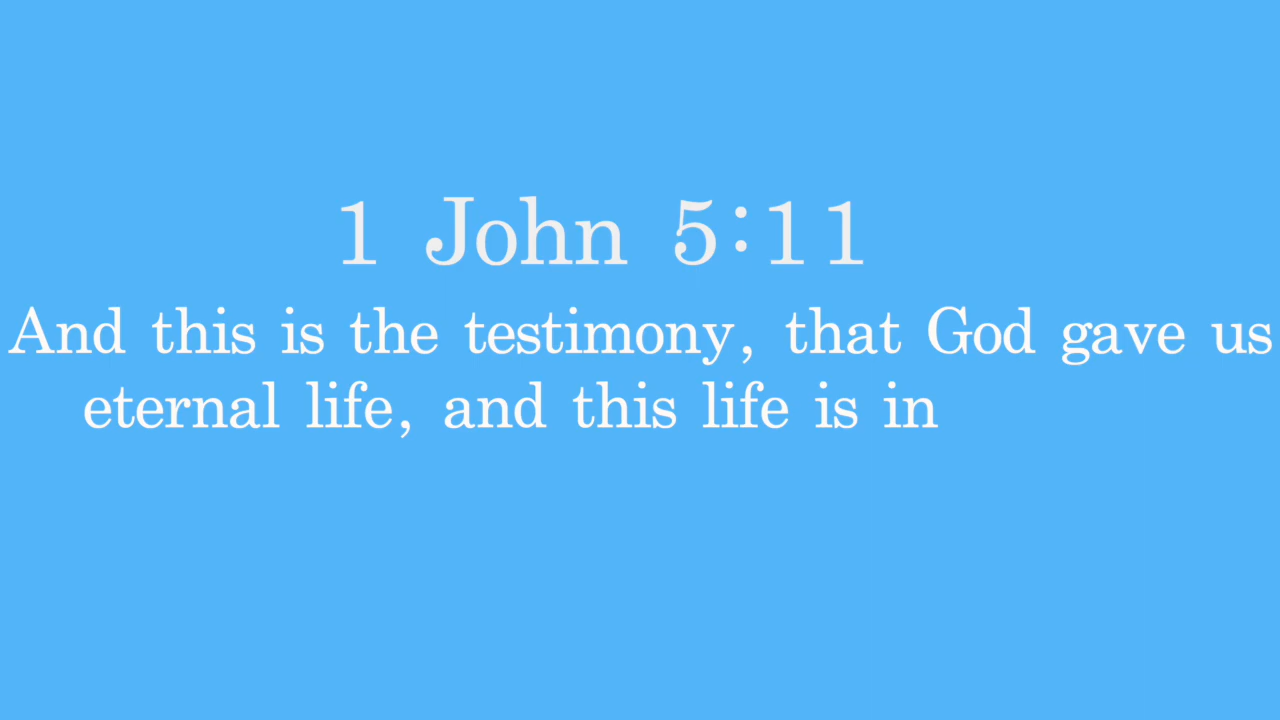 1 John 5:11
And this is the testimony, that God gave us
eternal life, and this life is in